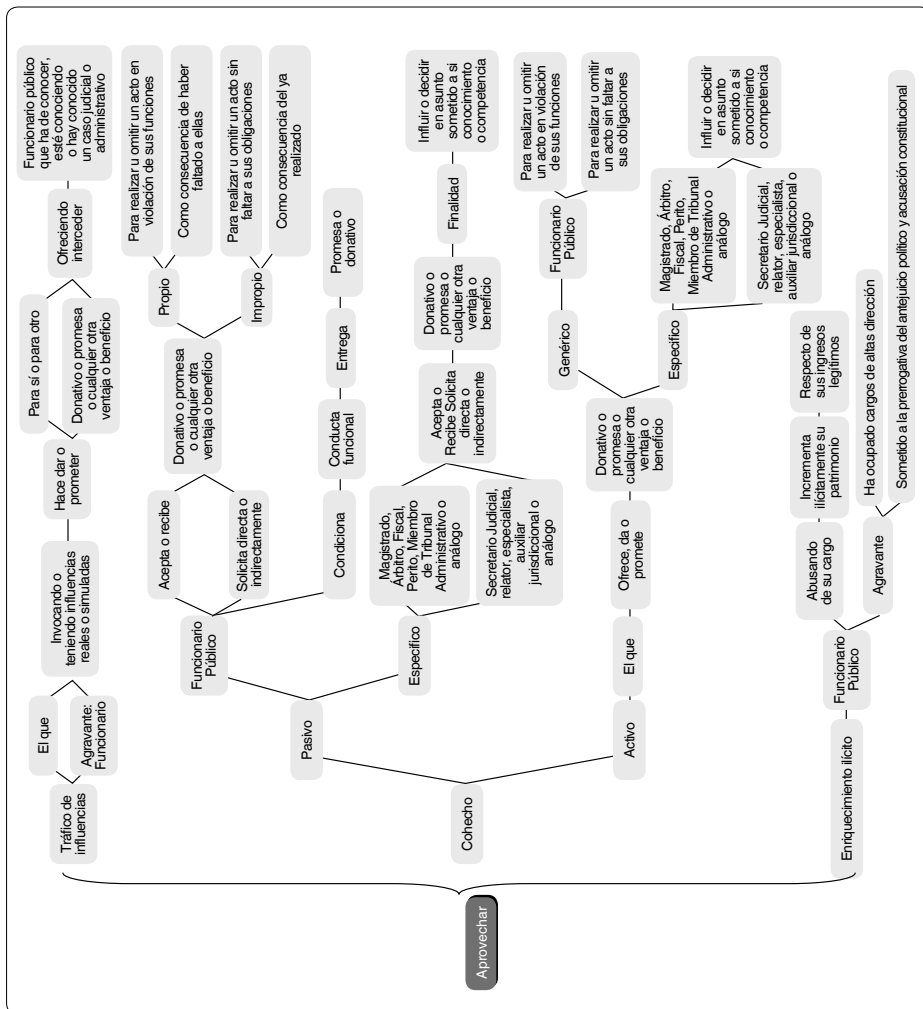 Aprovechar
Tráfico de
influencias
El que
Agravante:
Funcionario
Invocando o
teniendo influencias
reales o simuladas
Hace dar o
prometer
Para sí o para otro
Donativo o promesa
o cualquier otra
ventaja o beneficio
Ofreciendo
interceder
Funcionario público
que ha de conocer,
esté conociendo
o hay conocido
un caso judicial o
administrativo
Cohecho
Pasivo
Funcionario
Público
Acepta o recibe
Solicita directa o
indirectamente
Donativo o promesa
o cualquier otra
ventaja o beneficio
Propio
Para realizar u omitir un acto en
violación de sus funciones
Como consecuencia de haber
faltado a ellas
Impropio
Para realizar u omitir un acto sin
faltar a sus obligaciones
Como consecuencia del ya
realizado
Condiciona
Conducta
funcional
Entrega
Promesa o
donativo
Específico
Magistrado,
Árbitro, Fiscal,
Perito, Miembro
de Tribunal
Administrativo o
análogo
Secretario Judicial,
relator, especialista,
auxiliar
jurisdiccional o
análogo
Acepta o
Recibe Solicita
directa o
indirectamente
Donativo o
promesa o
cualquier otra
ventaja o
beneficio
Finalidad
Influir o decidir
en asunto
sometido a si
conocimiento
o competencia
Activo
El que
Ofrece, da o
promete
Donativo o
promesa o
cualquier otra
ventaja o
beneficio
Genérico
Funcionario
Público
Para realizar u omitir
un acto en violación
de sus funciones
Para realizar u omitir
un acto sin faltar a
sus obligaciones
Específico
Magistrado, Árbitro,
Fiscal, Perito,
Miembro de Tribunal
Administrativo o
análogo
Secretario Judicial,
relator, especialista,
auxiliar jurisdiccional o
análogo
Influir o decidir
en asunto
sometido a si
conocimiento
o competencia
Enriquecimiento ilícito
Funcionario
Público
Abusando
de su cargo
Incrementa
ilícitamente su
patrimonio
Respecto de
sus ingresos
legítimos
Agravante
Ha ocupado cargos de altas dirección
Sometido a la prerrogativa del antejuicio político y acusación constitucional